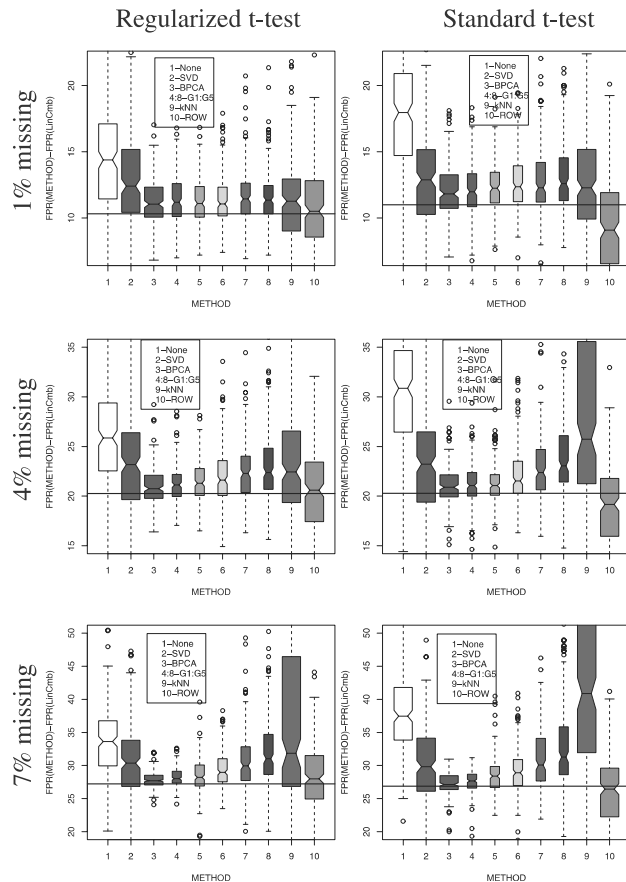 Regularized t-test
Standard t-test
1% missing
FPR(METHOD)−FPR(LinCmb)
20
15
10
1−None
2−SVD
3−BPCA
4:8−G1:G5
9−kNN
10−ROW
1 2 3 4 5 6 7 8 9 10
METHOD
FPR(METHOD)−FPR(LinCmb)
20
15
10
1−None
2−SVD
3−BPCA
4:8−G1:G5
9−kNN
10−ROW
1 2 3 4 5 6 7 8 9 10
METHOD
4% missing
FPR(METHOD)−FPR(LinCmb)
35
30
25
20
15
1−None
2−SVD
3−BPCA
4:8−G1:G5
9−kNN
10−ROW
1 2 3 4 5 6 7 8 9 10
METHOD
FPR(METHOD)−FPR(LinCmb)
35
30
25
20
15
1−None
2−SVD
3−BPCA
4:8−G1:G5
9−kNN
10−ROW
1 2 3 4 5 6 7 8 9 10
METHOD
7% missing
FPR(METHOD)−FPR(LinCmb)
50
45
40
35
30
25
20
1−None
2−SVD
3−BPCA
4:8−G1:G5
9−kNN
10−ROW
1 2 3 4 5 6 7 8 9 10
METHOD
FPR(METHOD)−FPR(LinCmb)
50
45
40
35
30
25
20
1−None
2−SVD
3−BPCA
4:8−G1:G5
9−kNN
10−ROW
1 2 3 4 5 6 7 8 9 10
METHOD